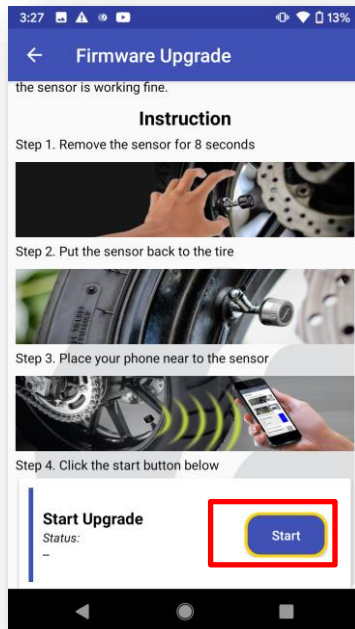 3:27 13%
Firmware Upgrade
the sensor is working fine.
Instruction
Step 1. Remove the sensor for 8 seconds
Step 2. Put the sensor back to the tire
Step 3. Place your phone near to the sensor
Step 4. Click the start button below
Start Upgrade
Status:
--
Start